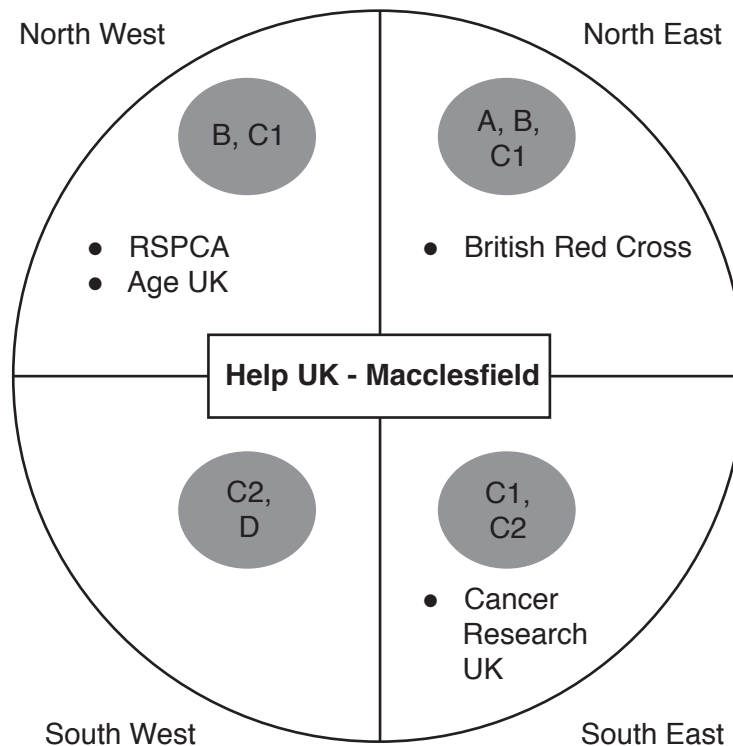 North West
North East
B, C1
A, B,
C1
● RSPCA
● Age UK
● British Red Cross
Help UK - Macclesfield
C2,
D
C1,
C2
● Cancer
Research
UK
South West
South East